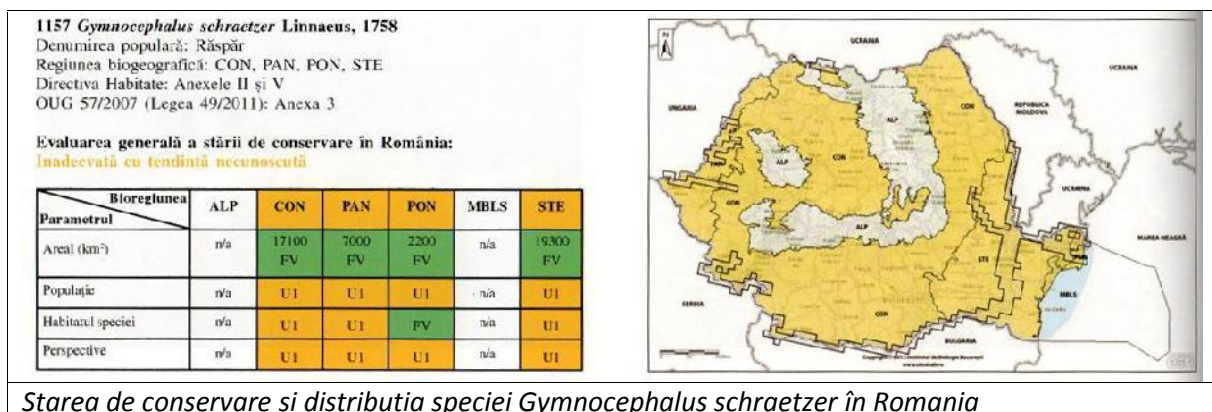 1157 Gymnocephalus schraetzer Linnaeus, 1758
Denumirea populară: Răspăr
Regiunea biogeografică: CON, PAN, PON, STE
Directiva Habitate: Anexele II și V
OUG 57/2007 (Legea 49/2011): Anexa 3
Evaluarea generală a stării de conservare în România:
Inadecvată cu tendință necunoscută
Bioregiunea
Parametrul
ALP CON PAN PON MBLS STE
Areal (km²) n/a 17100 FV 7000 FV 2200 FV n/a 19300 FV
Populație n/a U1 U1 U1 n/a U1
Habitatul speciei n/a U1 U1 FV n/a U1
Perspective n/a U1 U1 U1 n/a U1
N
UCRAINA
UCRAINA
UNGARIA
REPUBLICA
MOLDOVA
CON
ALP
ALP
CON
CON
UCRAINA
ALP
STE
MAREA NEAGRĂ
MBLS
SERBIA
CON
BULGARIA
Starea de conservare si distributia speciei Gymnocephalus schraetzer în Romania